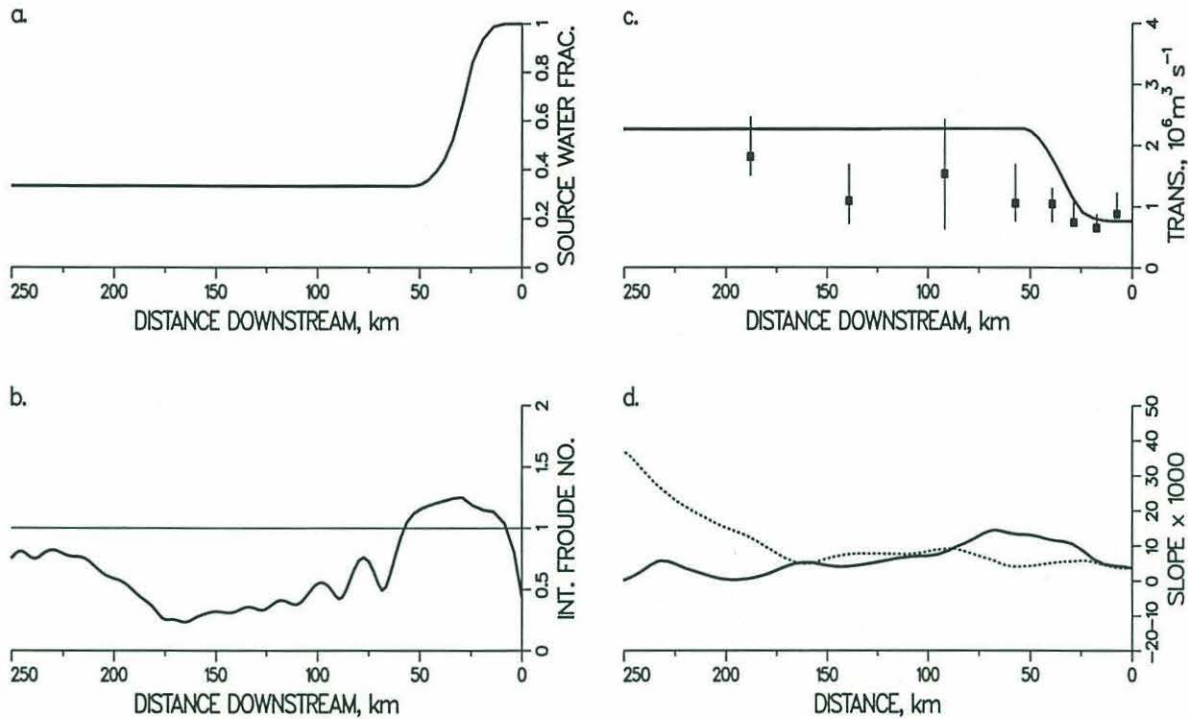 a.
1
0.8
0.6
0.4
0.2
0
SOURCE WATER FRAC.
250 200 150 100 50 0
DISTANCE DOWNSTREAM, km
c.
4
3
2
1
0
TRANS., 10⁶m³ s⁻¹
250 200 150 100 50 0
DISTANCE DOWNSTREAM, km
b.
2
1.5
1
0.5
0
INT. FROUDE NO.
250 200 150 100 50 0
DISTANCE DOWNSTREAM, km
d.
50
40
30
20
10
0
-10
-20
SLOPE x 1000
250 200 150 100 50 0
DISTANCE, km